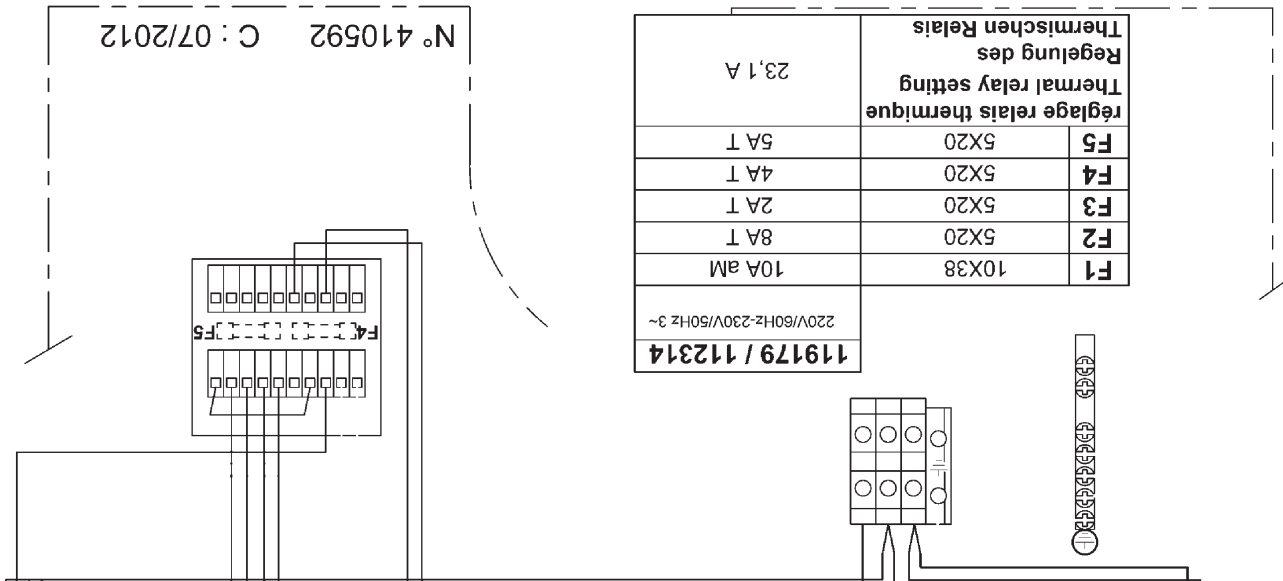 119179 / 112314
220V/60Hz-230V/50Hz 3~
F1 10X38 10A aM
F2 5X20 8A T
F3 5X20 2A T
F4 5X20 4A T
F5 5X20 5A T
réglage relais thermique
Thermal relay setting
Regelung des
Thermischen Relais
23,1 A
F4 F5
N° 410592 C : 07/2012